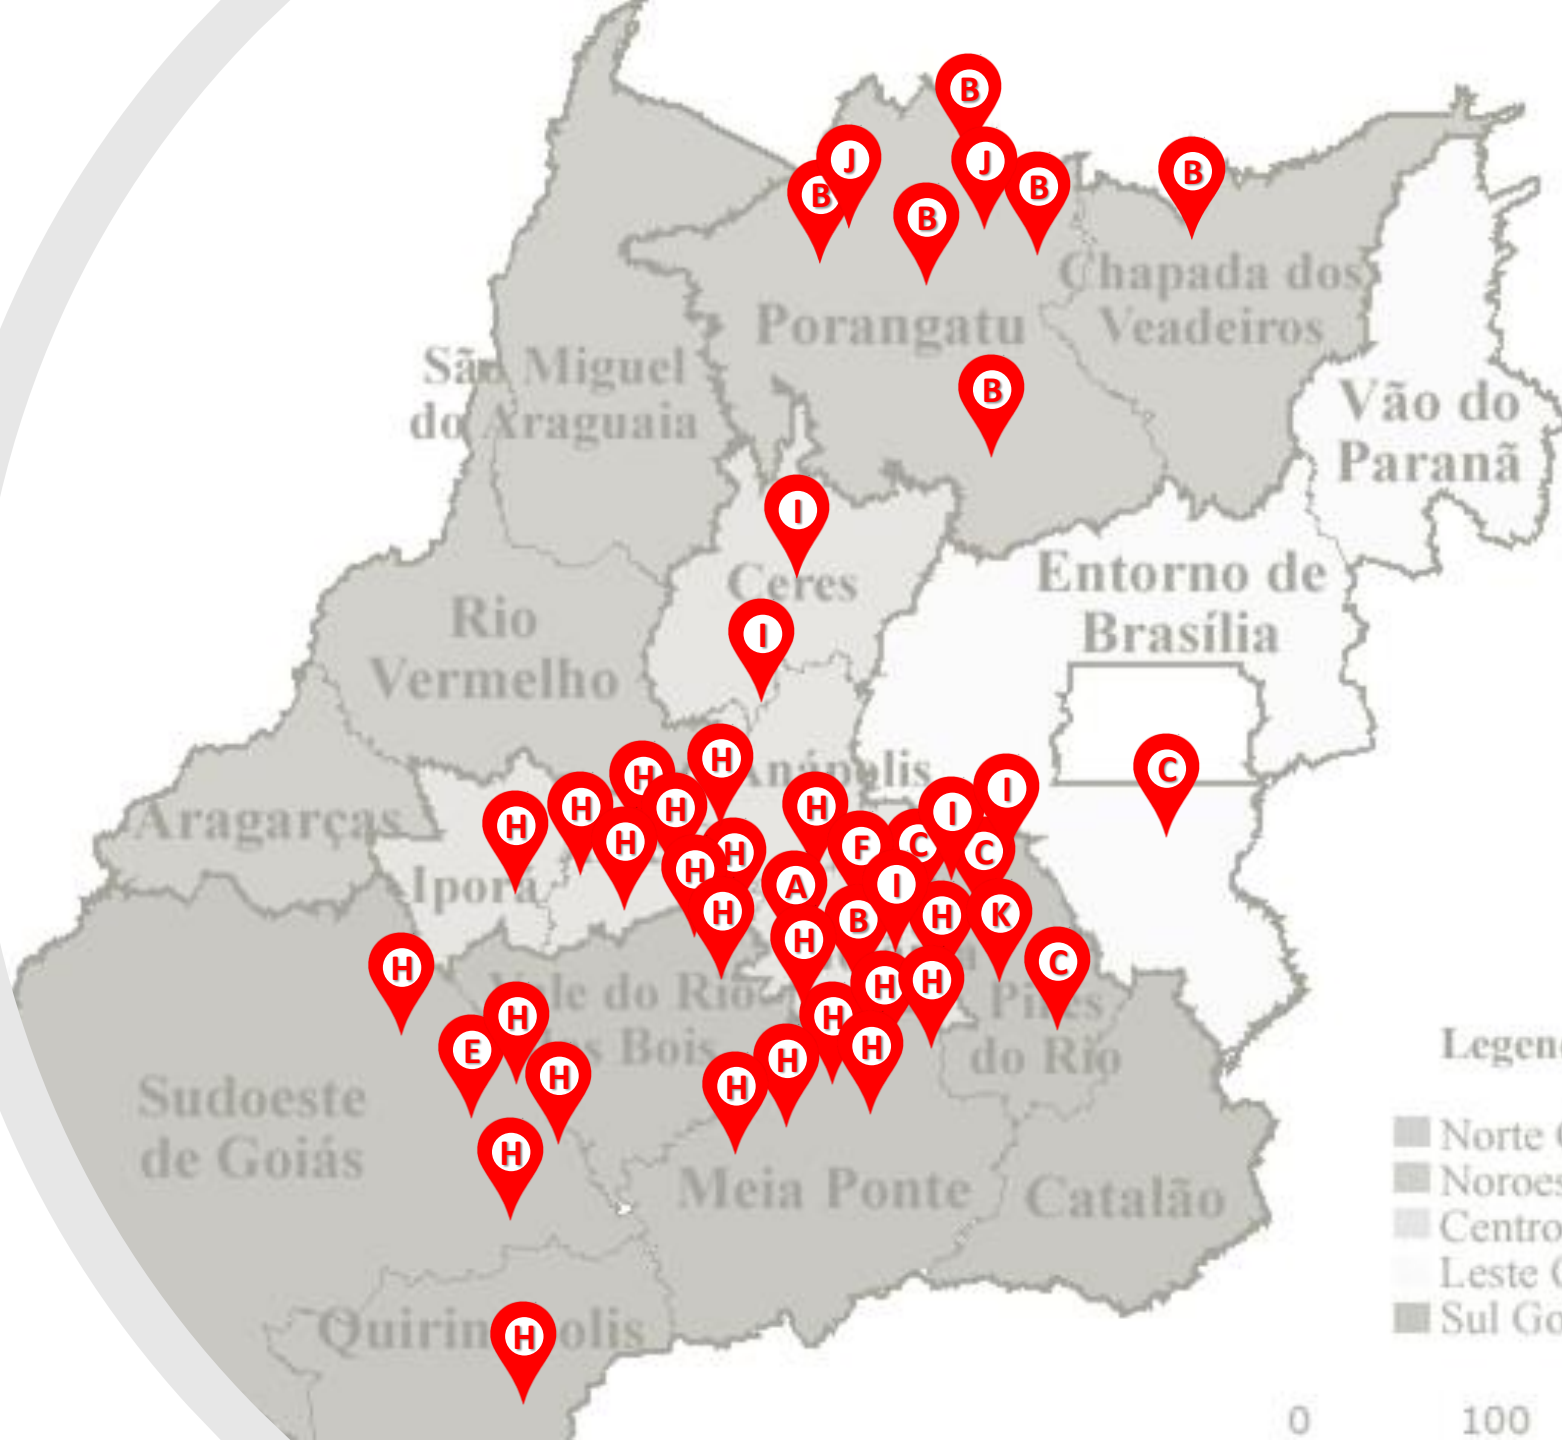 B
J
J
B
B
B
B
Chapada dos
Veadeiros
Porangatu
São Miguel
do Araguaia
B
Vão do
Paranã
I
Ceres
Entorno de
Brasília
Rio
Vermelho
I
H
Anápolis
C
H
H
H
H
I
I
Aragarças
H
H
H
F
C
C
H
H
A
I
Iporá
H
B
H
K
H
H
C
H
H
H
Vale do Rio
Pires
H
H
E
H
H
dos Bois
do Rio
Legen
H
H
H
Sudoeste
de Goiás
Norte
H
Meia Ponte
Catalão
Noroes
Centro
Leste
Sul Go
Quirinópolis
H
0 100